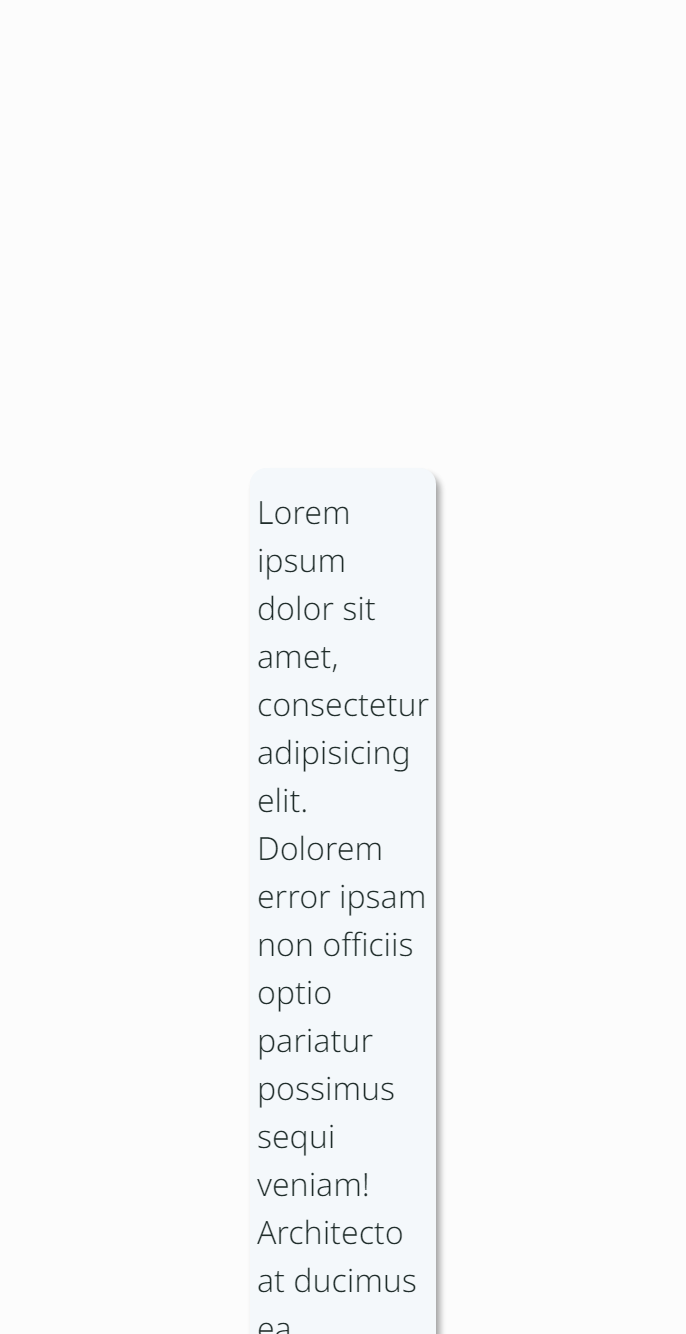 Lorem
ipsum
dolor sit
amet,
consectetur
adipisicing
elit.
Dolorem
error ipsam
non officiis
optio
pariatur
possimus
sequi
veniam!
Architecto
at ducimus
ea